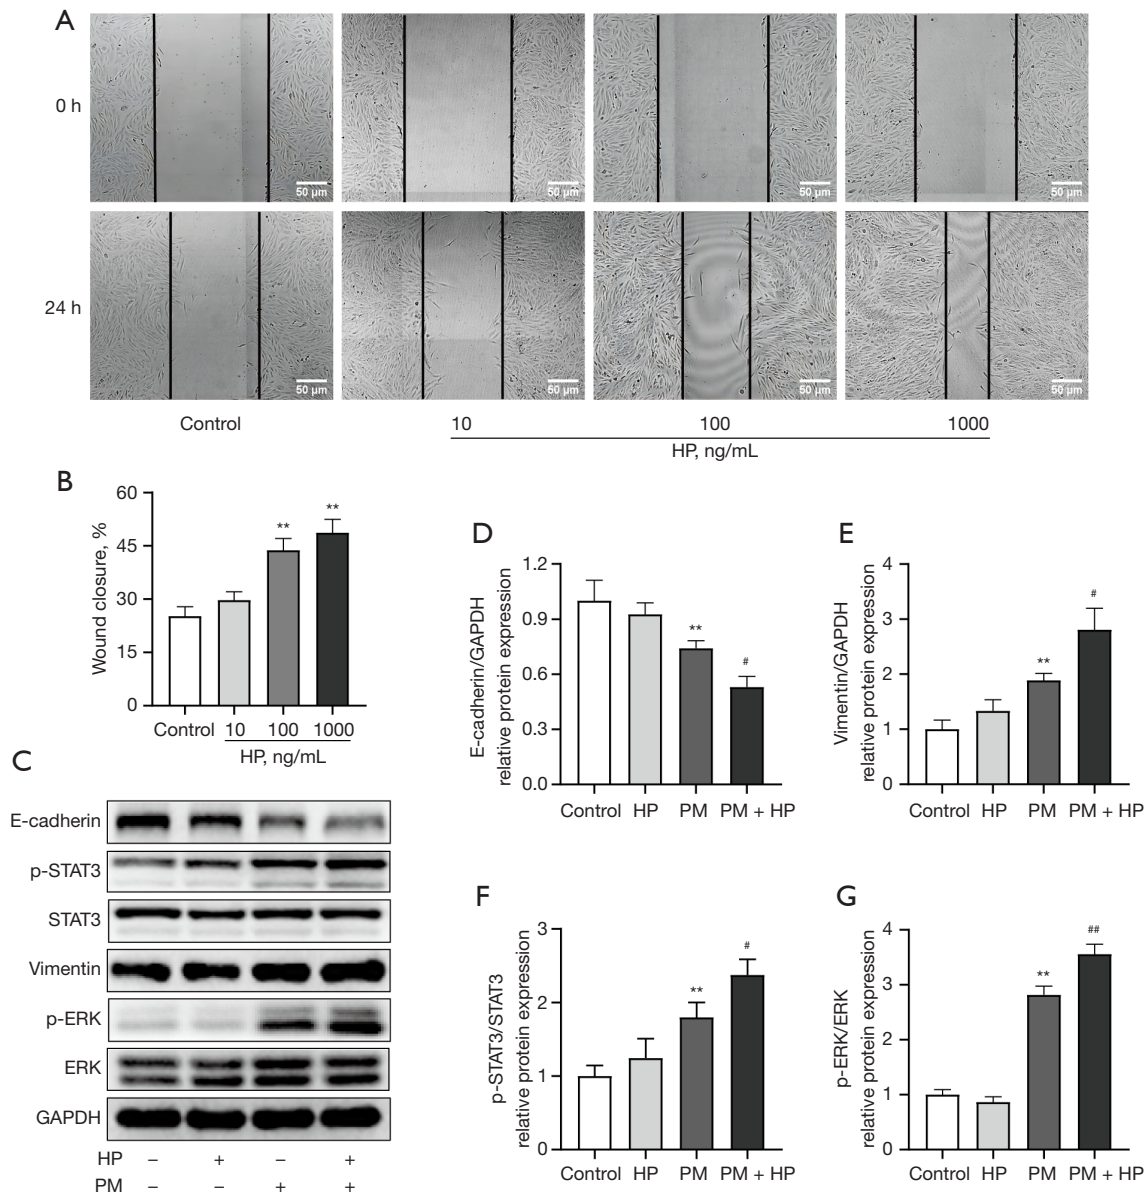 A
0 h
50 µm
50 µm
50 µm
50 µm
24 h
50 µm
50 µm
50 µm
50 µm
Control
10
100
1000
HP, ng/mL
B
Wound closure, %
60
45
30
15
0
**
**
Control
10
100
1000
HP, ng/mL
C
E-cadherin
p-STAT3
STAT3
Vimentin
p-ERK
ERK
GAPDH
HP – + – +
PM – – + +
D
E-cadherin/GAPDH
relative protein expression
1.2
0.9
0.6
0.3
0.0
**
#
Control HP PM PM + HP
E
Vimentin/GAPDH
relative protein expression
4
3
2
1
0
**
#
Control HP PM PM + HP
F
p-STAT3/STAT3
relative protein expression
3
2
1
0
**
#
Control HP PM PM + HP
G
p-ERK/ERK
relative protein expression
4
3
2
1
0
**
##
Control HP PM PM + HP